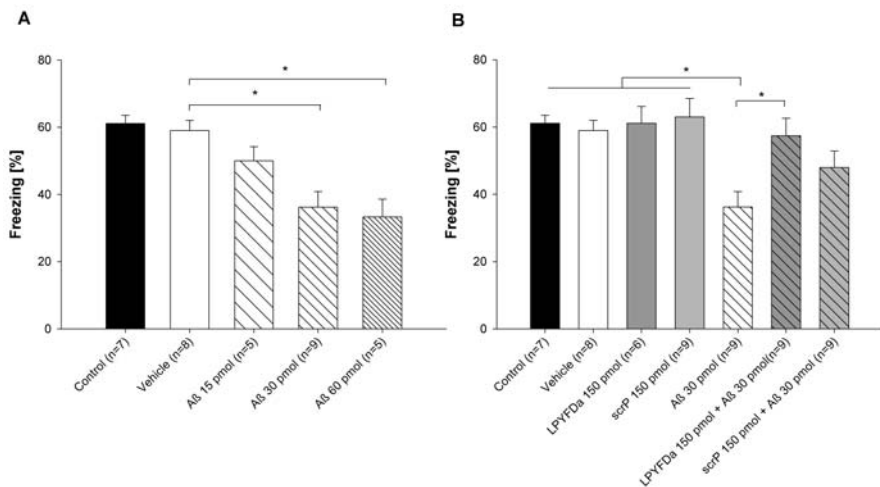 A
Freezing [%]
80
60
40
20
0
*
*
Control (n=7)
Vehicle (n=8)
Aß 15 pmol (n=5)
Aß 30 pmol (n=9)
Aß 60 pmol (n=5)
B
Freezing [%]
80
60
40
20
0
*
*
Control (n=7)
Vehicle (n=8)
LPYFDa 150 pmol (n=6)
scrP 150 pmol (n=9)
Aß 30 pmol (n=9)
LPYFDa 150 pmol + Aß 30 pmol(n=9)
scrP 150 pmol + Aß 30 pmol (n=9)